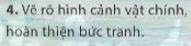 4. Vẽ rõ hình cảnh vật chính,
hoàn thiện bức tranh.